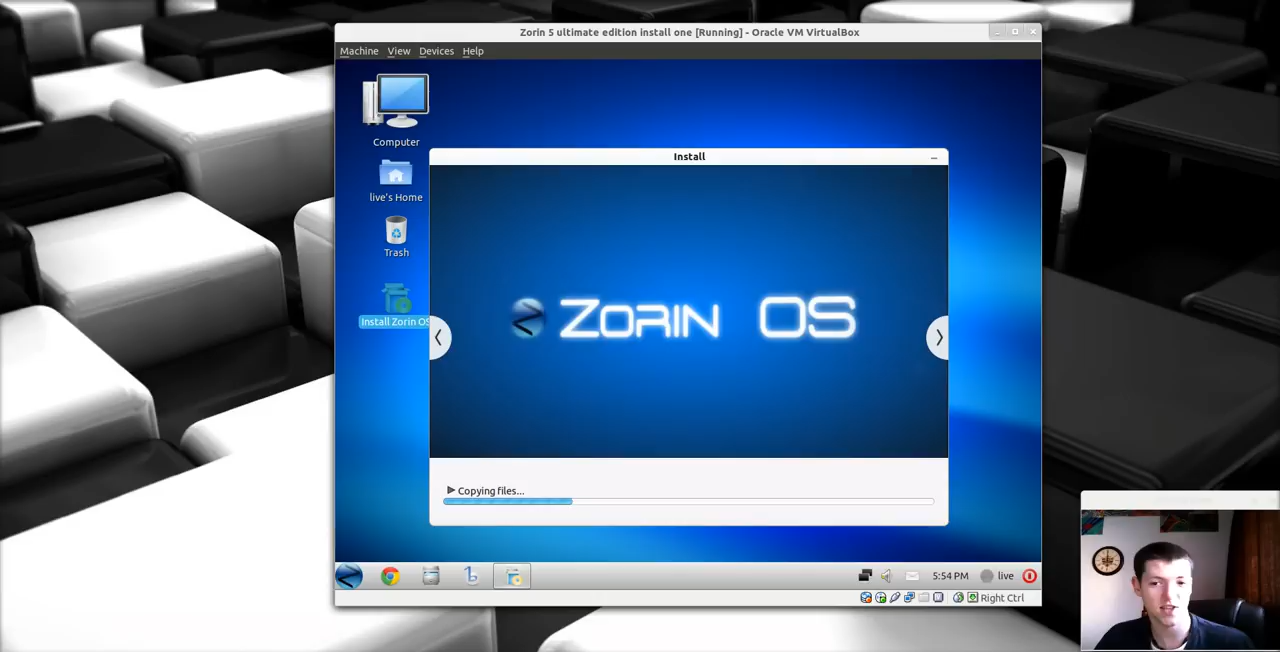 Zorin 5 ultimate edition install one [Running] - Oracle VM VirtualBox
Machine View Devices Help
Computer
live's Home
Trash
Install Zorin OS
Install
ZORIN OS
Copying files...
5:54 PM live
Right Ctrl